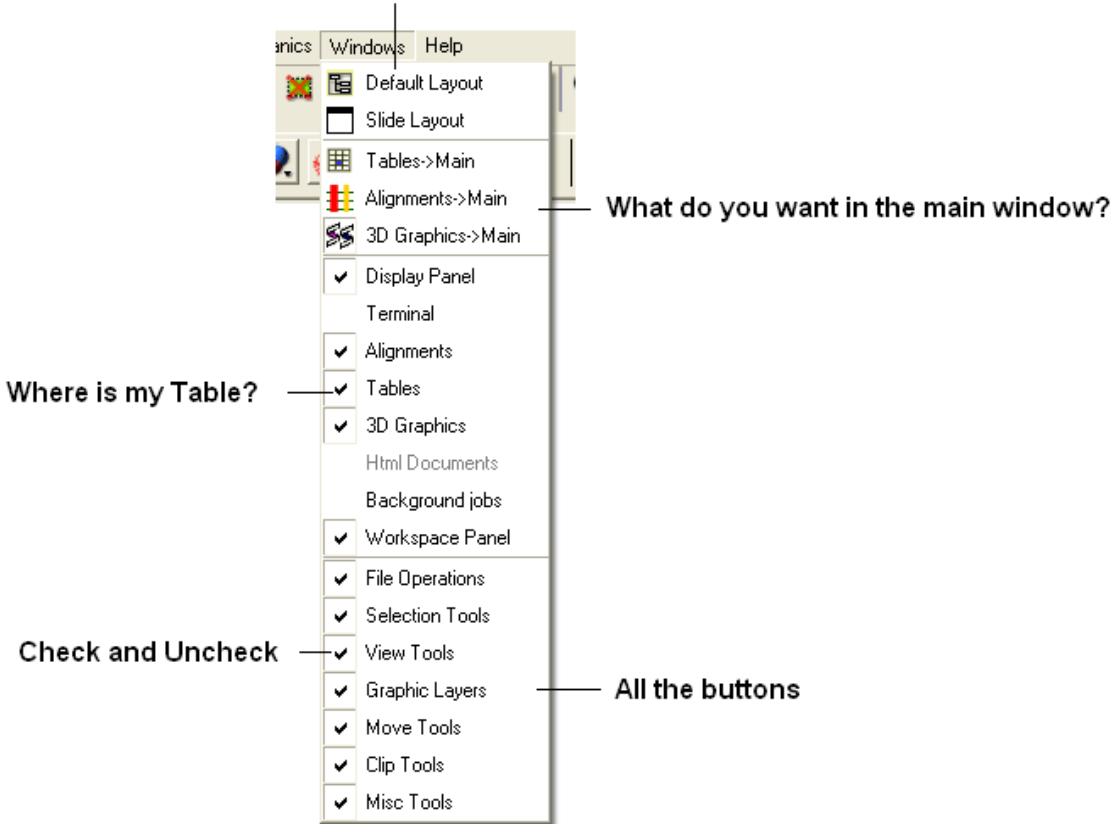 anics Windows Help
Default Layout
Slide Layout
Tables->Main
Alignments->Main
What do you want in the main window?
3D Graphics->Main
Display Panel
Terminal
Alignments
Where is my Table?
Tables
3D Graphics
Html Documents
Background jobs
Workspace Panel
File Operations
Selection Tools
Check and Uncheck
View Tools
Graphic Layers
All the buttons
Move Tools
Clip Tools
Misc Tools